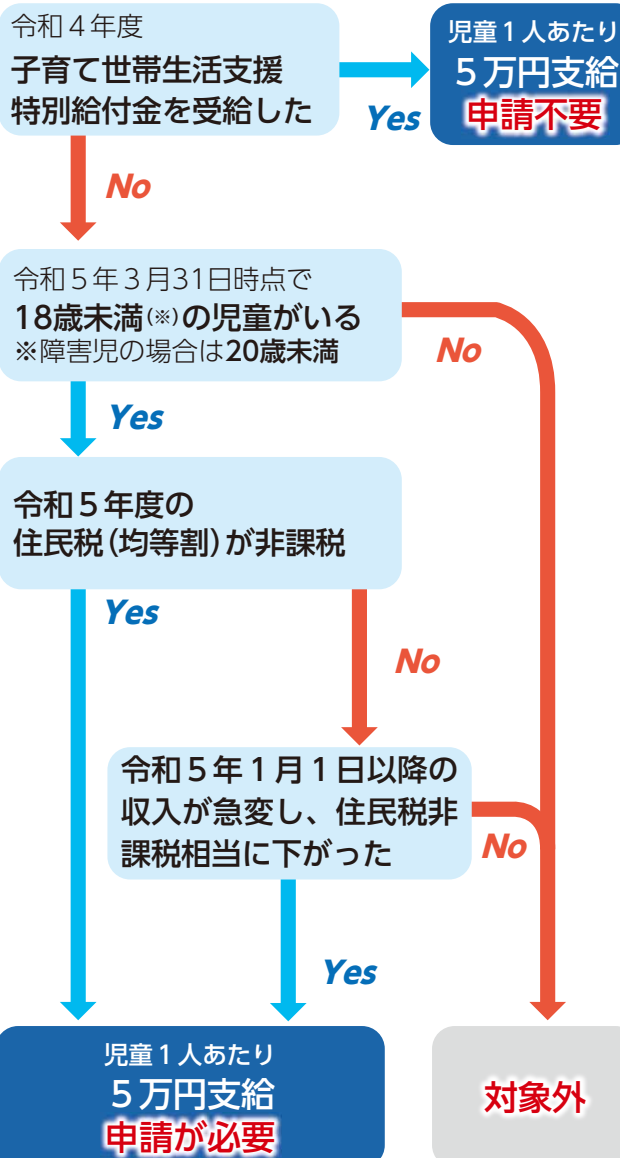 令和４年度
子育て世帯生活支援
特別給付金を受給した
Yes
児童１人あたり
５万円支給
申請不要
No
令和５年３月31日時点で
18歳未満(※)の児童がいる
※障害児の場合は20歳未満
No
Yes
令和５年度の
住民税(均等割)が非課税
Yes
No
令和５年１月１日以降の
収入が急変し、住民税非
課税相当に下がった
No
Yes
児童１人あたり
５万円支給
申請が必要
対象外